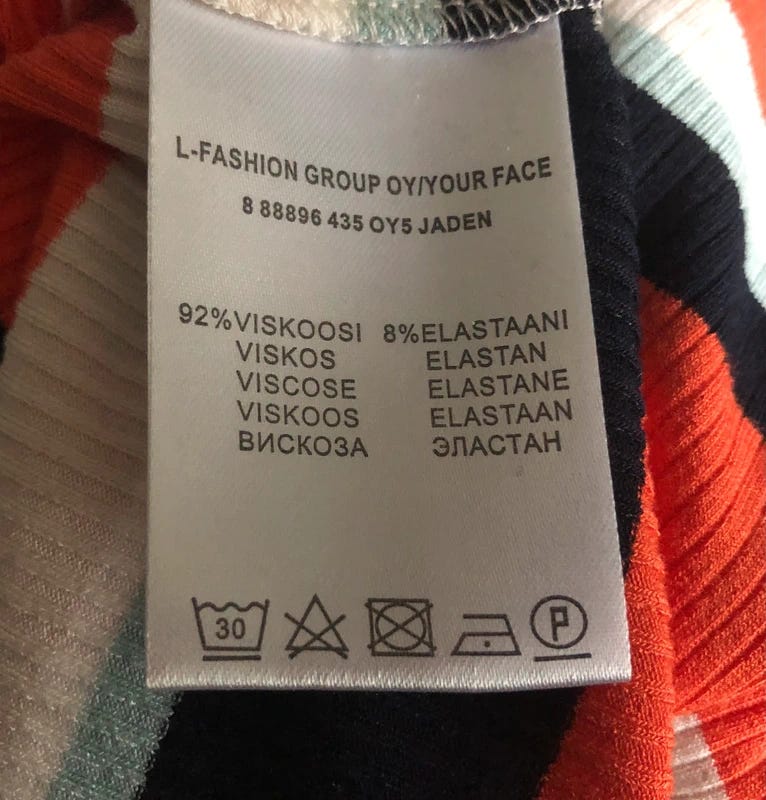 L-FASHION GROUP OY/YOUR FACE
8 88896 435 OY5 JADEN
92%VISKOOSI 8%ELASTAANI
VISKOS ELASTAN
VISCOSE ELASTANE
VISKOOS ELASTAAN
ВИСКОЗА ЭЛАСТАН
30 P